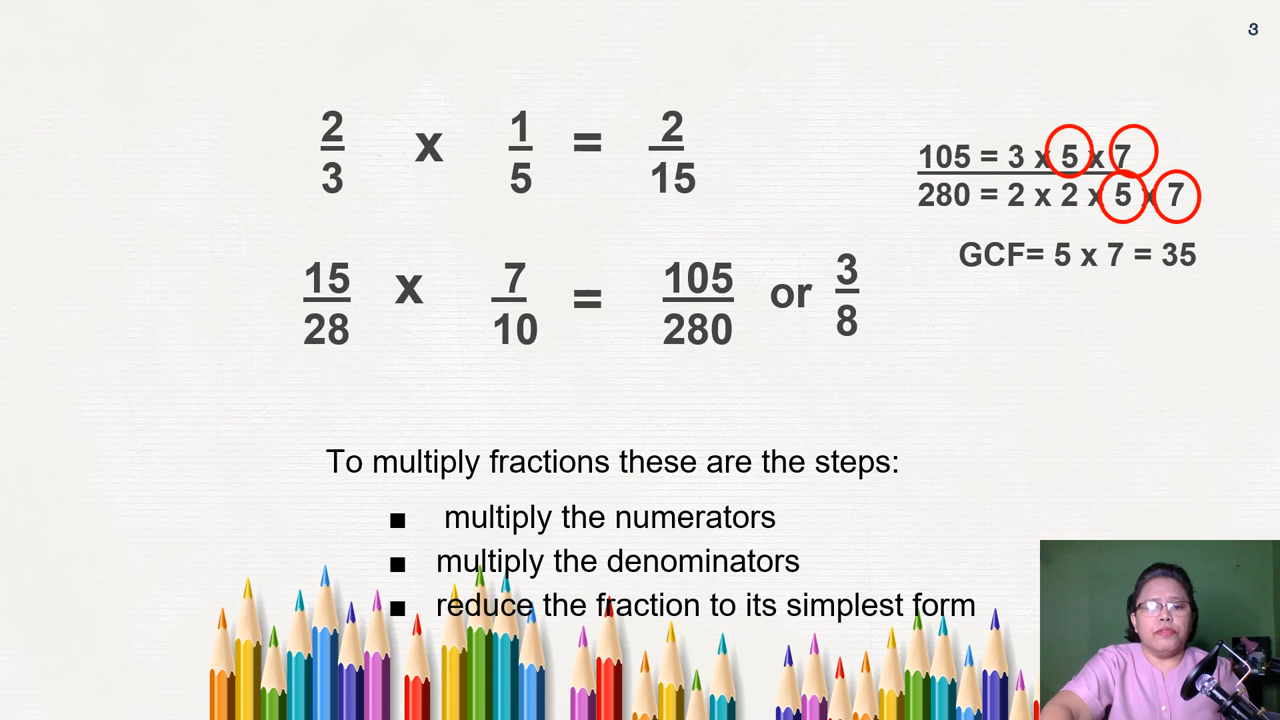 3
2/3 x 1/5 = 2/15
15/28 x 7/10 = 105/280 or 3/8
105 = 3 x 5 x 7
280 = 2 x 2 x 5 x 7
GCF= 5 x 7 = 35
To multiply fractions these are the steps:
■ multiply the numerators
■ multiply the denominators
■ reduce the fraction to its simplest form